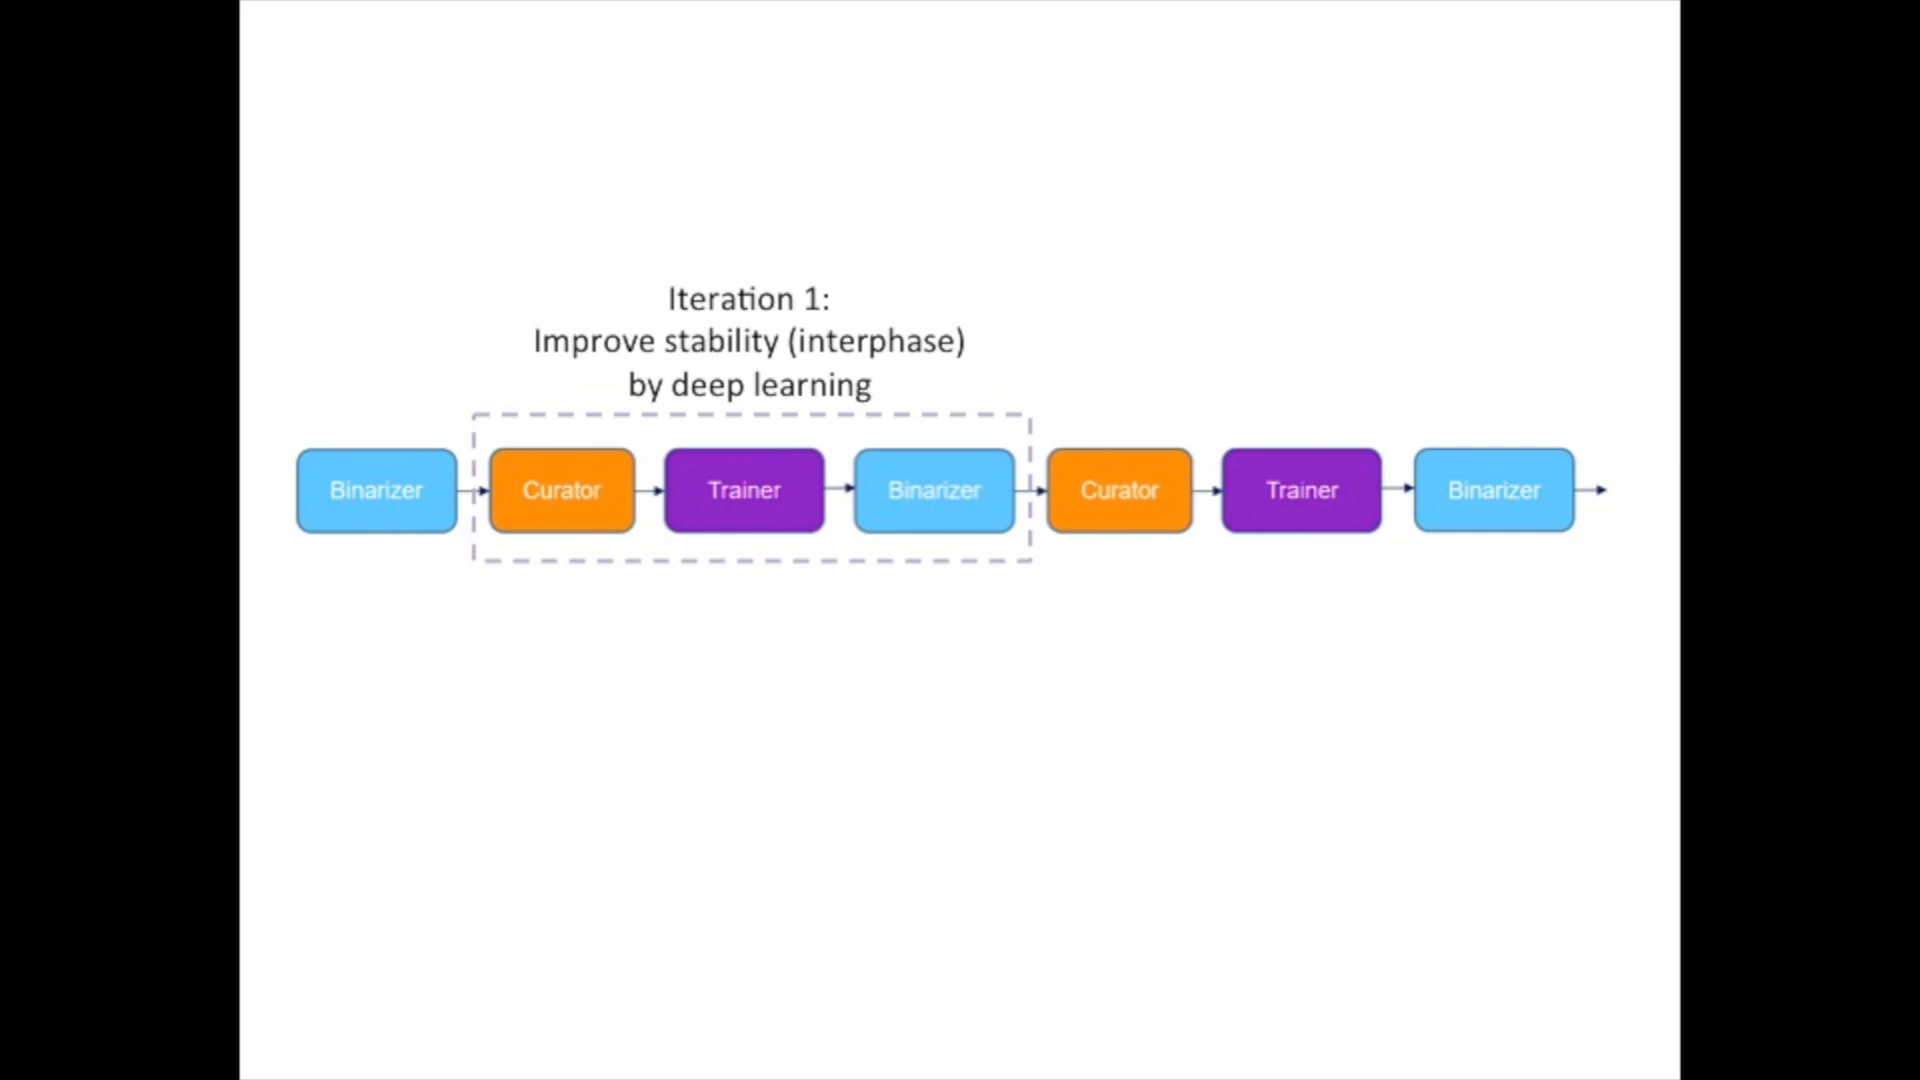 Iteration 1:
Improve stability (interphase)
by deep learning
Binarizer
Curator
Trainer
Binarizer
Curator
Trainer
Binarizer